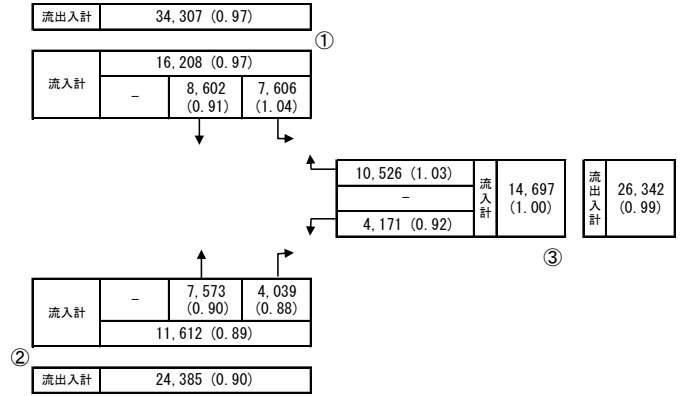 流出入計 34,307 (0.97)
①
流入計 16,208 (0.97)
－ 8,602 (0.91) 7,606 (1.04)
10,526 (1.03)
－
4,171 (0.92)
流入計 14,697 (1.00)
流出入計 26,342 (0.99)
③
流入計 － 7,573 (0.90) 4,039 (0.88)
11,612 (0.89)
②
流出入計 24,385 (0.90)